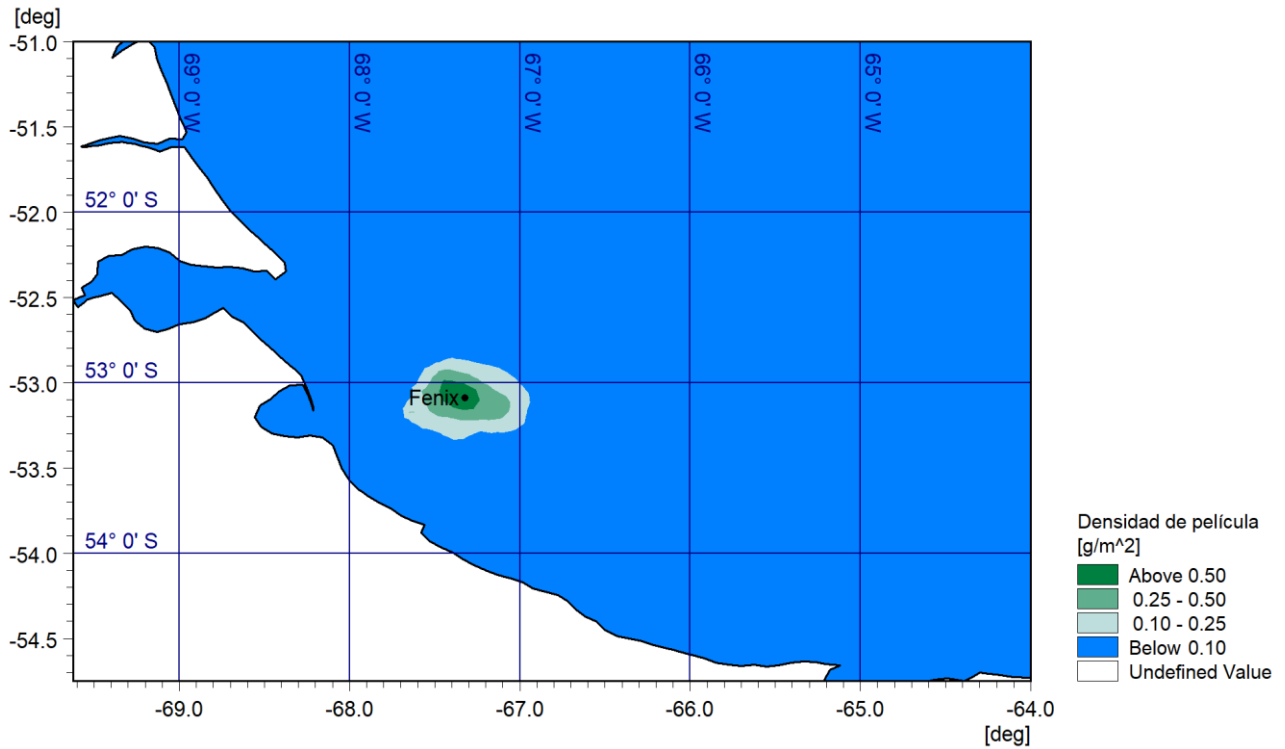 [deg]
-51.0
-51.5
-52.0
-52.5
-53.0
-53.5
-54.0
-54.5
69° 0' W
68° 0' W
67° 0' W
66° 0' W
65° 0' W
52° 0' S
53° 0' S
54° 0' S
Fenix
-69.0 -68.0 -67.0 -66.0 -65.0 -64.0
[deg]
Densidad de película
[g/m^2]
Above 0.50
0.25 - 0.50
0.10 - 0.25
Below 0.10
Undefined Value